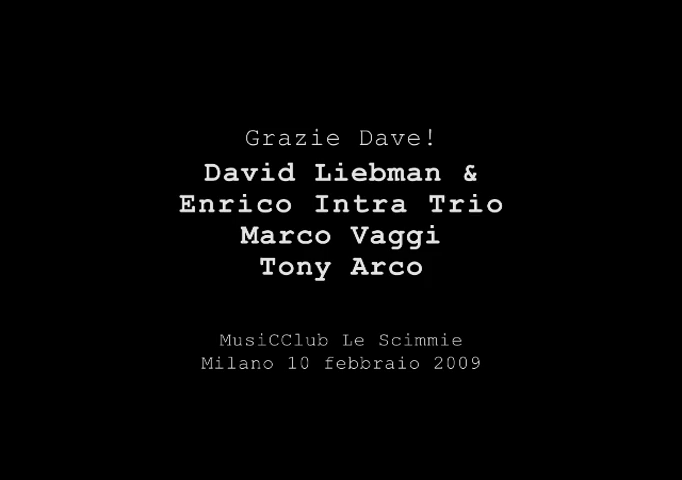 Grazie Dave!
David Liebman &
Enrico Intra Trio
Marco Vaggi
Tony Arco
MusiCClub Le Scimmie
Milano 10 febbraio 2009